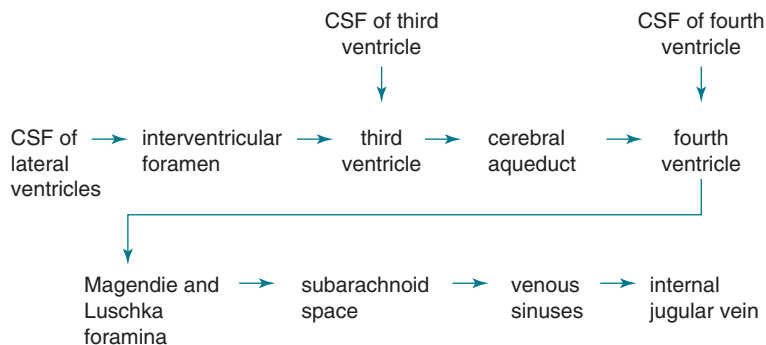 CSF of third
ventricle
CSF of fourth
ventricle
CSF of
lateral
ventricles
interventricular
foramen
third
ventricle
cerebral
aqueduct
fourth
ventricle
Magendie and
Luschka
foramina
subarachnoid
space
venous
sinuses
internal
jugular vein